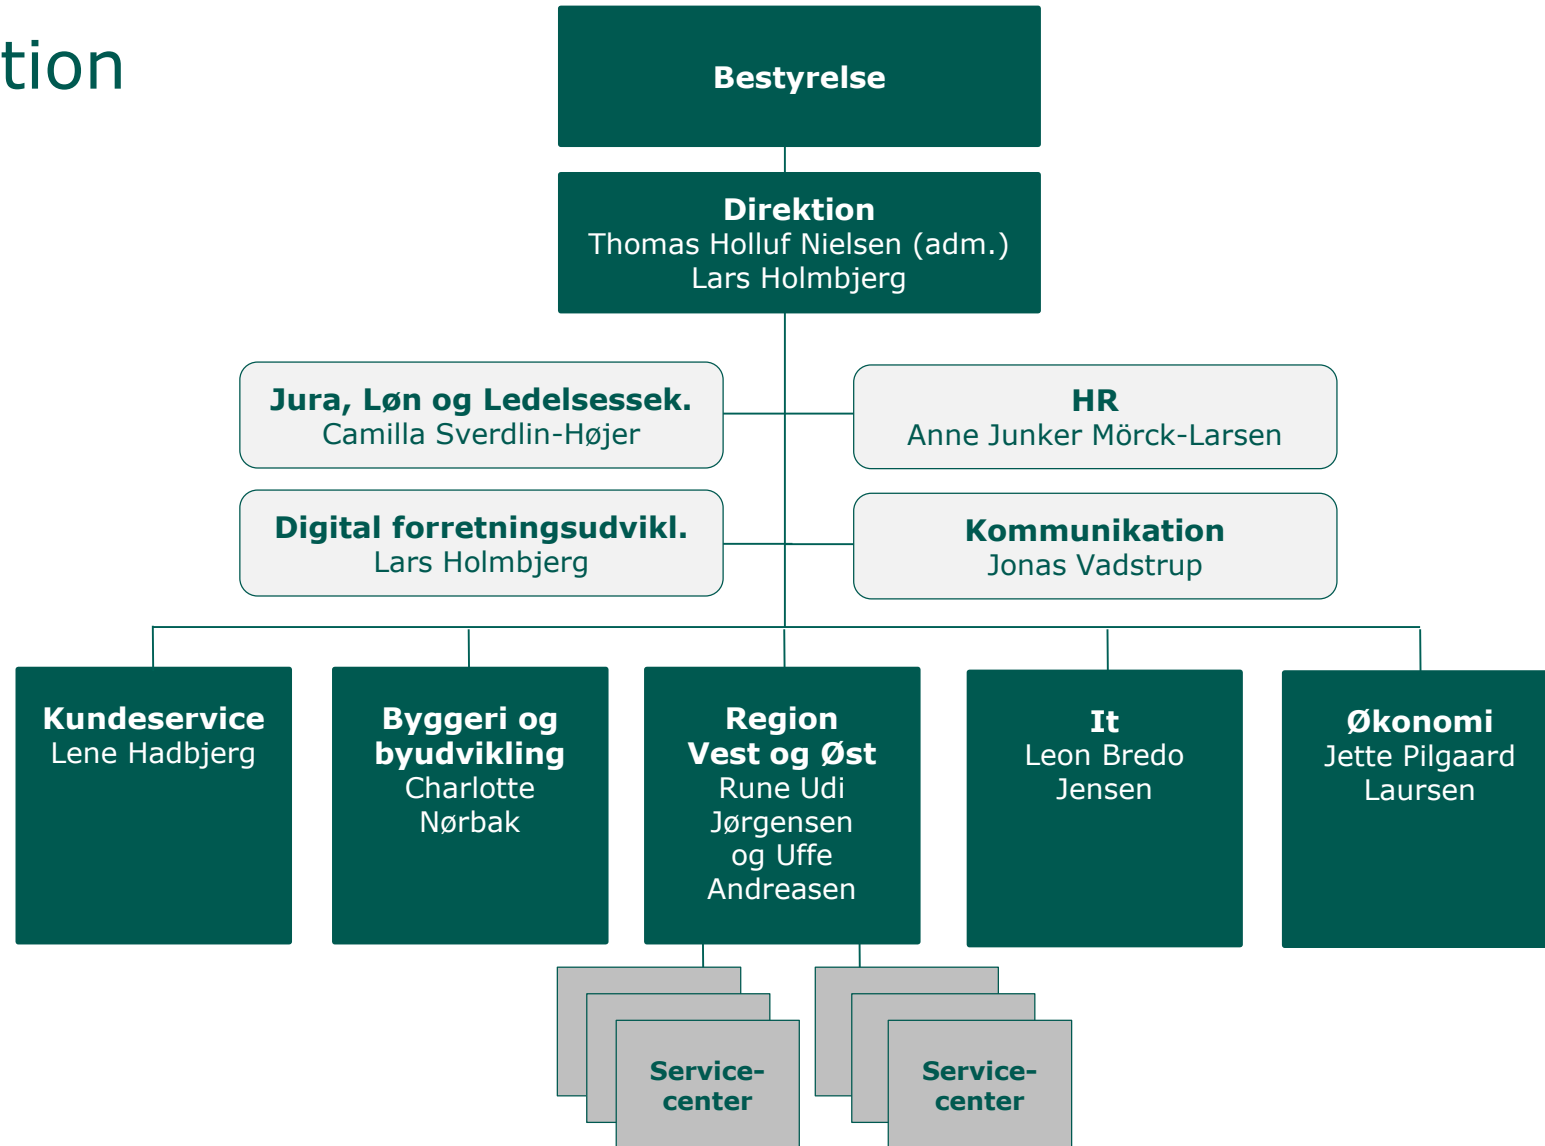 tion
Bestyrelse
Direktion
Thomas Holluf Nielsen (adm.)
Lars Holmbjerg
Jura, Løn og Ledelsessek.
Camilla Sverdlin-Højer
HR
Anne Junker Mörck-Larsen
Digital forretningsudvikl.
Lars Holmbjerg
Kommunikation
Jonas Vadstrup
Kundeservice
Lene Hadbjerg
Byggeri og
byudvikling
Charlotte
Nørbak
Region
Vest og Øst
Rune Udi
Jørgensen
og Uffe
Andreasen
It
Leon Bredo
Jensen
Økonomi
Jette Pilgaard
Laursen
Service-
center
Service-
center